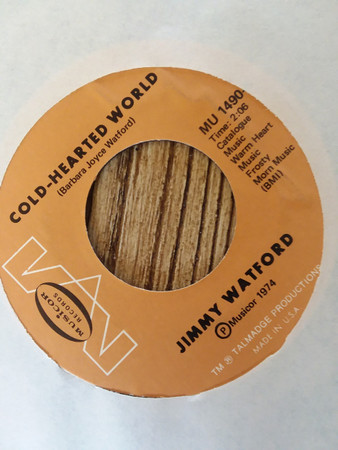 COLD-HEARTED WORLD
(Barbara Joyce Watford)
MU 1490-
Time: 2:06
Catalogue
Music
Warm Heart
Music
Frosty
Morn Music
(BMI)
MUSICOR
RECORDS
JIMMY WATFORD
℗ Musicor 1974
TM ® TALMADGE PRODUCTIONS
MADE IN U.S.A.